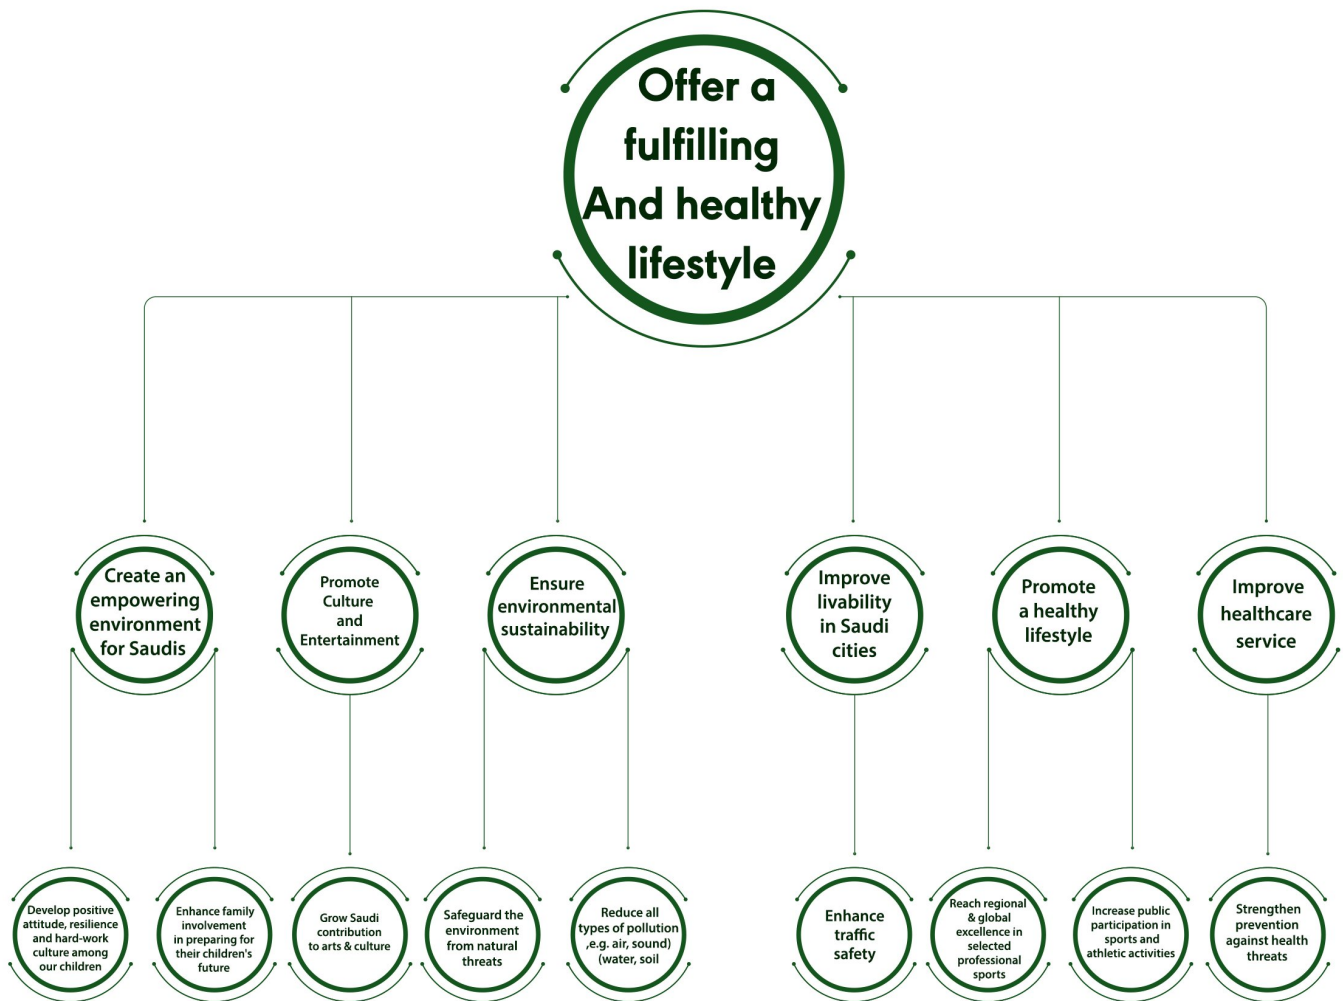 Offer a
fulfilling
And healthy
lifestyle
Create an
empowering
environment
for Saudis
Promote
Culture
and
Entertainment
Ensure
environmental
sustainability
Improve
livability
in Saudi
cities
Promote
a healthy
lifestyle
Improve
healthcare
service
Develop positive
attitude, resilience
and hard-work
culture among
our children
Enhance family
involvement
in preparing for
their children's
future
Grow Saudi
contribution
to arts & culture
Safeguard the
environment
from natural
threats
Reduce all
types of pollution
,e.g. air, sound)
(water, soil
Enhance
traffic
safety
Reach regional
& global
excellence in
selected
professional
sports
Increase public
participation in
sports and
athletic activities
Strengthen
prevention
against health
threats